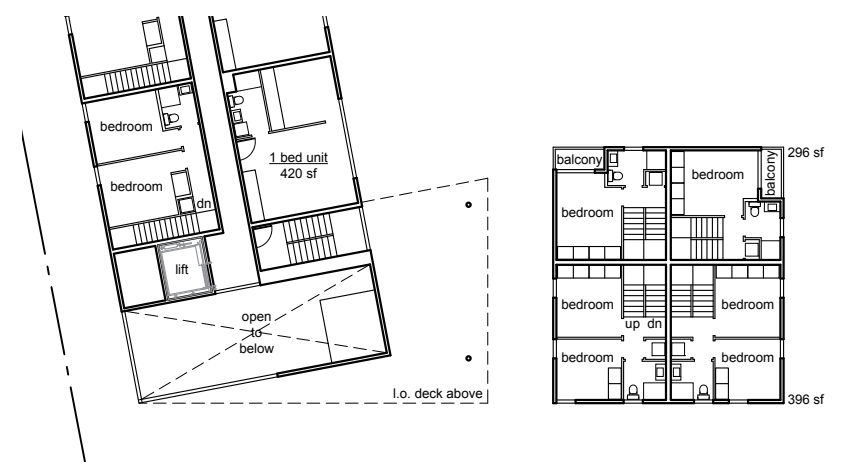 bedroom
1 bed unit
420 sf
bedroom
dn
lift
open
to
below
l.o. deck above
balcony
296 sf
bedroom
balcony
bedroom
bedroom
bedroom
up dn
bedroom
bedroom
396 sf